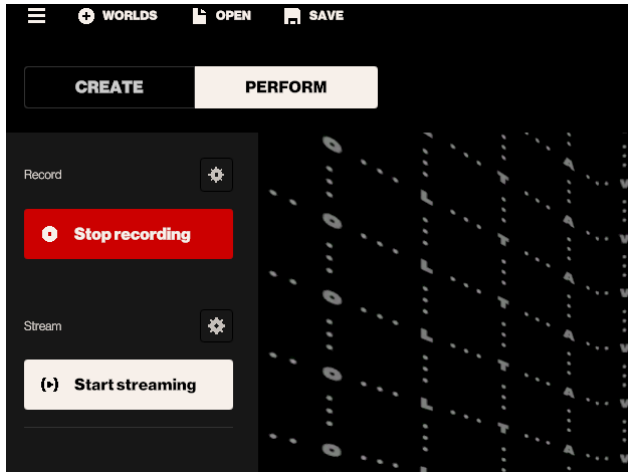 WORLDS OPEN SAVE
CREATE PERFORM
Record
Stop recording
Stream
Start streaming
O L T A V
O L T A V
O L T A V
O L T A V
O L T A V